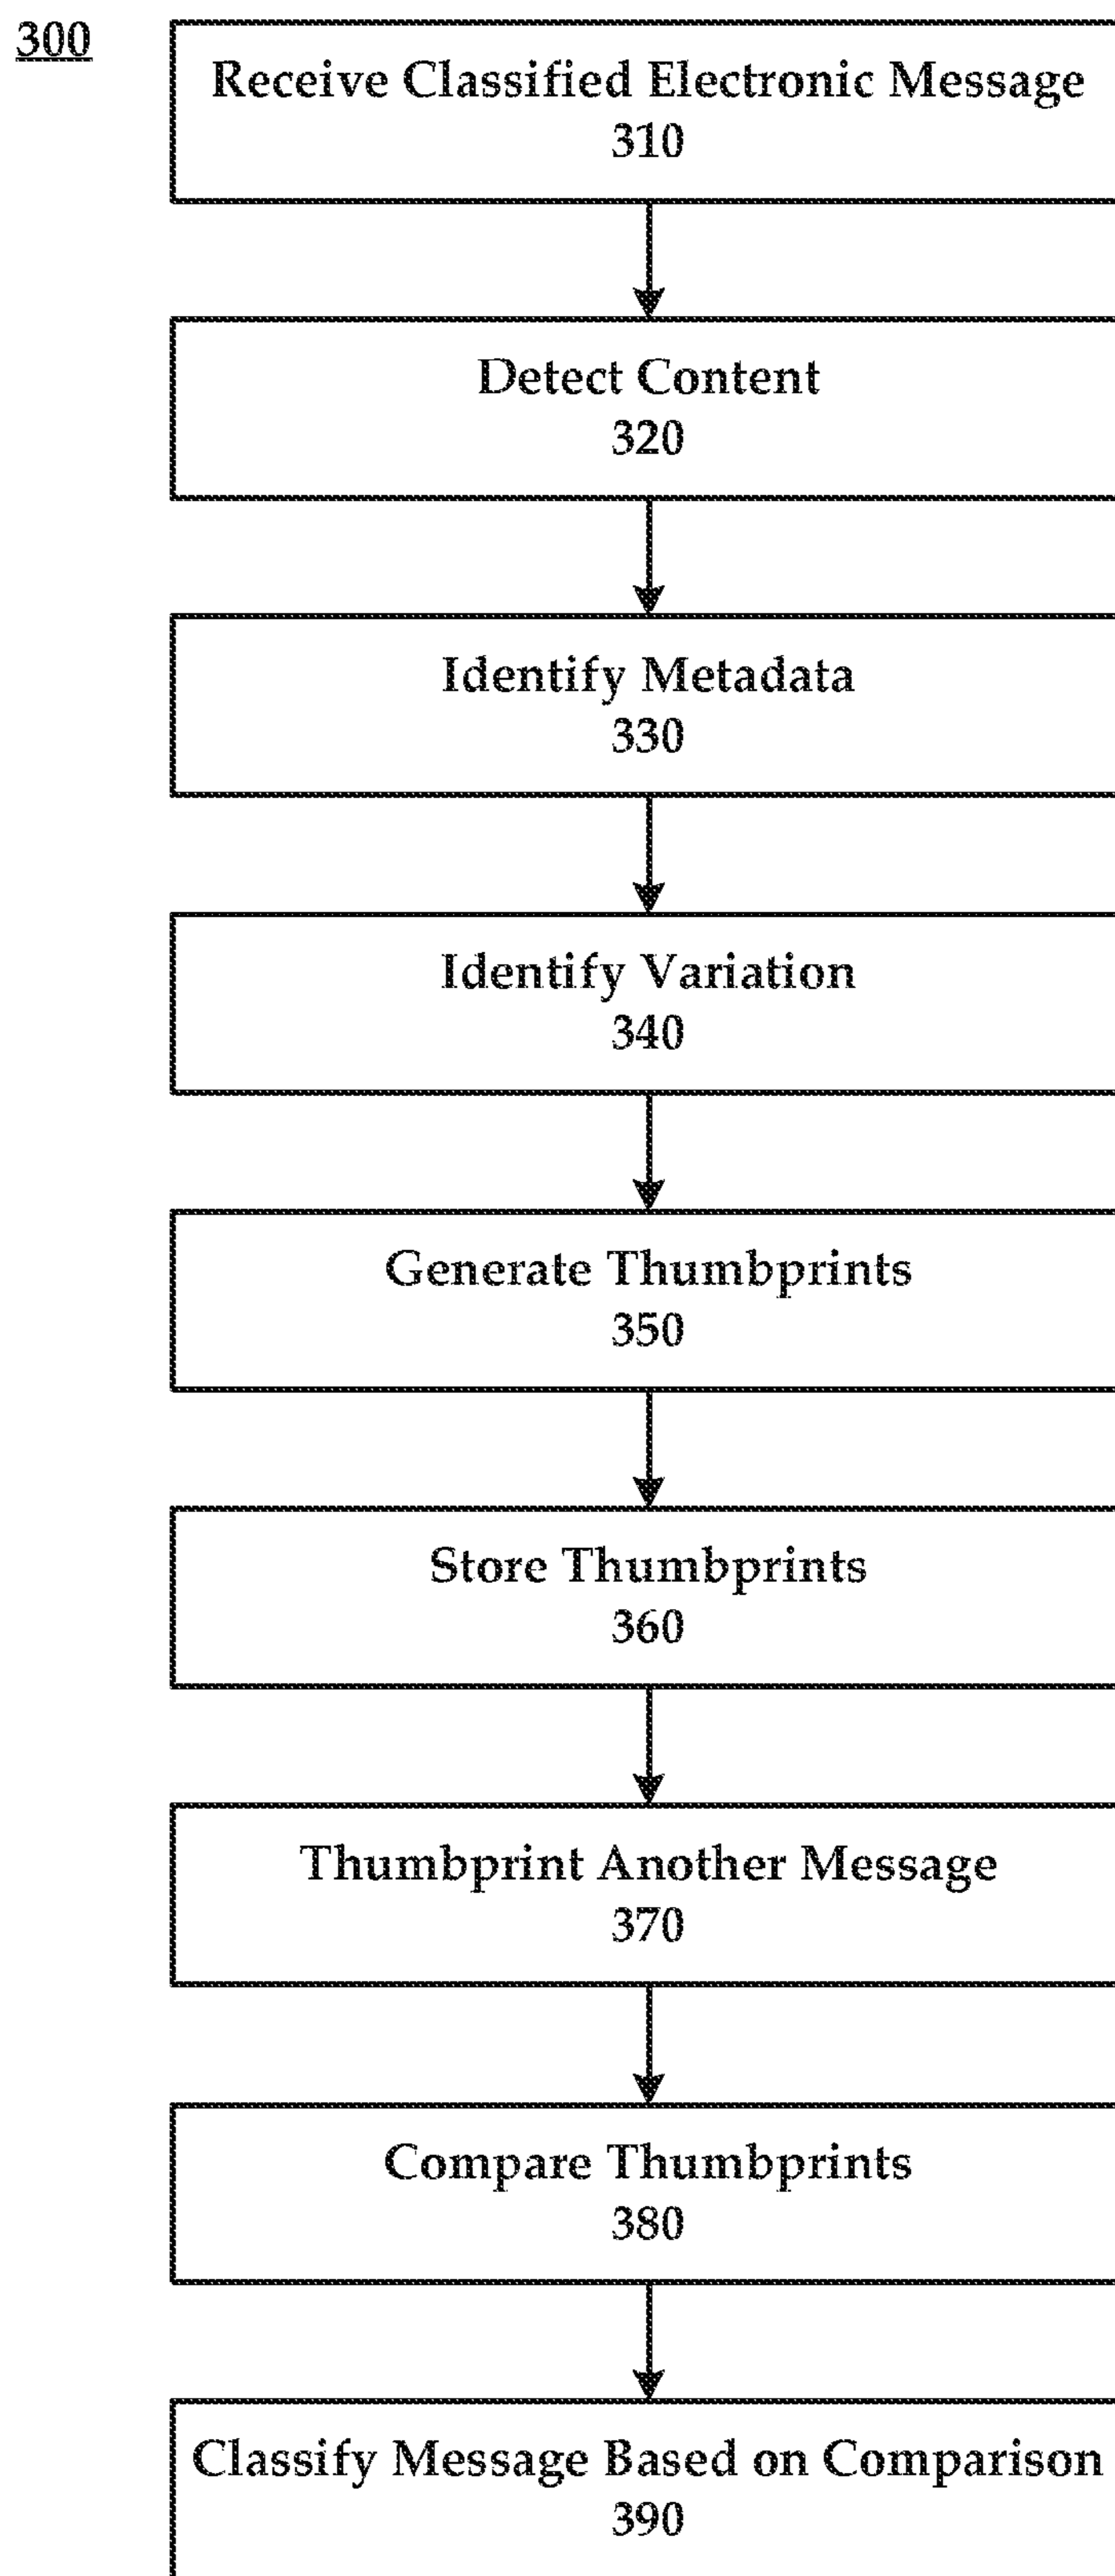 300
Receive Classified Electronic Message
310
Detect Content
320
Identify Metadata
330
Identify Variation
340
Generate Thumbprints
350
Store Thumbprints
360
Thumbprint Another Message
370
Compare Thumbprints
380
Classify Message Based on Comparison
390